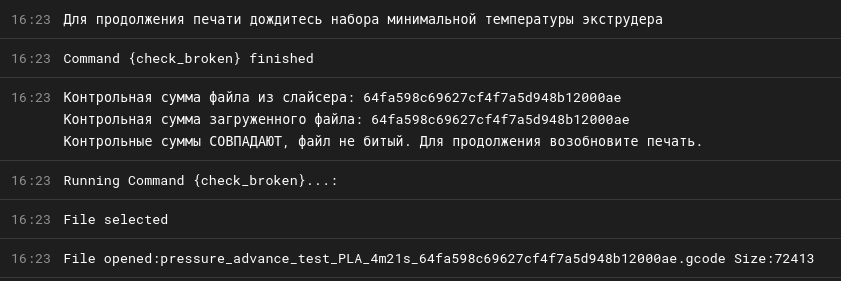 16:23 Для продолжения печати дождитесь набора минимальной температуры экструдера
16:23 Command {check_broken} finished
16:23 Контрольная сумма файла из слайсера: 64fa598c69627cf4f7a5d948b12000ae
Контрольная сумма загруженного файла: 64fa598c69627cf4f7a5d948b12000ae
Контрольные суммы СОВПАДАЮТ, файл не битый. Для продолжения возобновите печать.
16:23 Running Command {check_broken}...:
16:23 File selected
16:23 File opened:pressure_advance_test_PLA_4m21s_64fa598c69627cf4f7a5d948b12000ae.gcode Size:72413